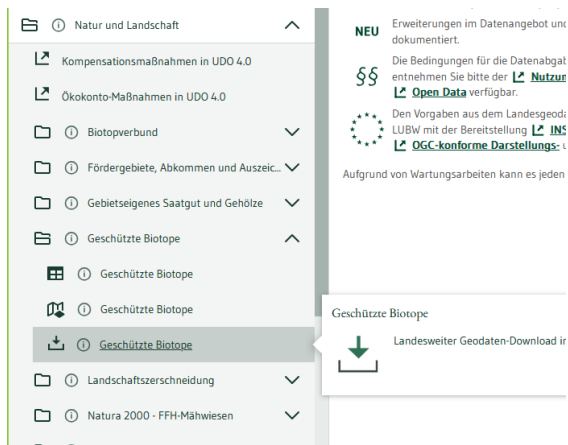 Natur und Landschaft
Kompensationsmaßnahmen in UDO 4.0
Ökokonto-Maßnahmen in UDO 4.0
Biotopverbund
Fördergebiete, Abkommen und Auszeic...
Gebietseigenes Saatgut und Gehölze
Geschützte Biotope
Geschützte Biotope
Geschützte Biotope
Geschützte Biotope
Landschaftszerschneidung
Natura 2000 - FFH-Mähwiesen
NEU
Erweiterungen im Datenangebot und
dokumentiert.
§§
Die Bedingungen für die Datenabgab
entnehmen Sie bitte der Nutzun
Open Data verfügbar.
Den Vorgaben aus dem Landesgeoda
LUBW mit der Bereitstellung INS
OGC-konforme Darstellungs- u
Aufgrund von Wartungsarbeiten kann es jeden
Geschützte Biotope
Landesweiter Geodaten-Download i